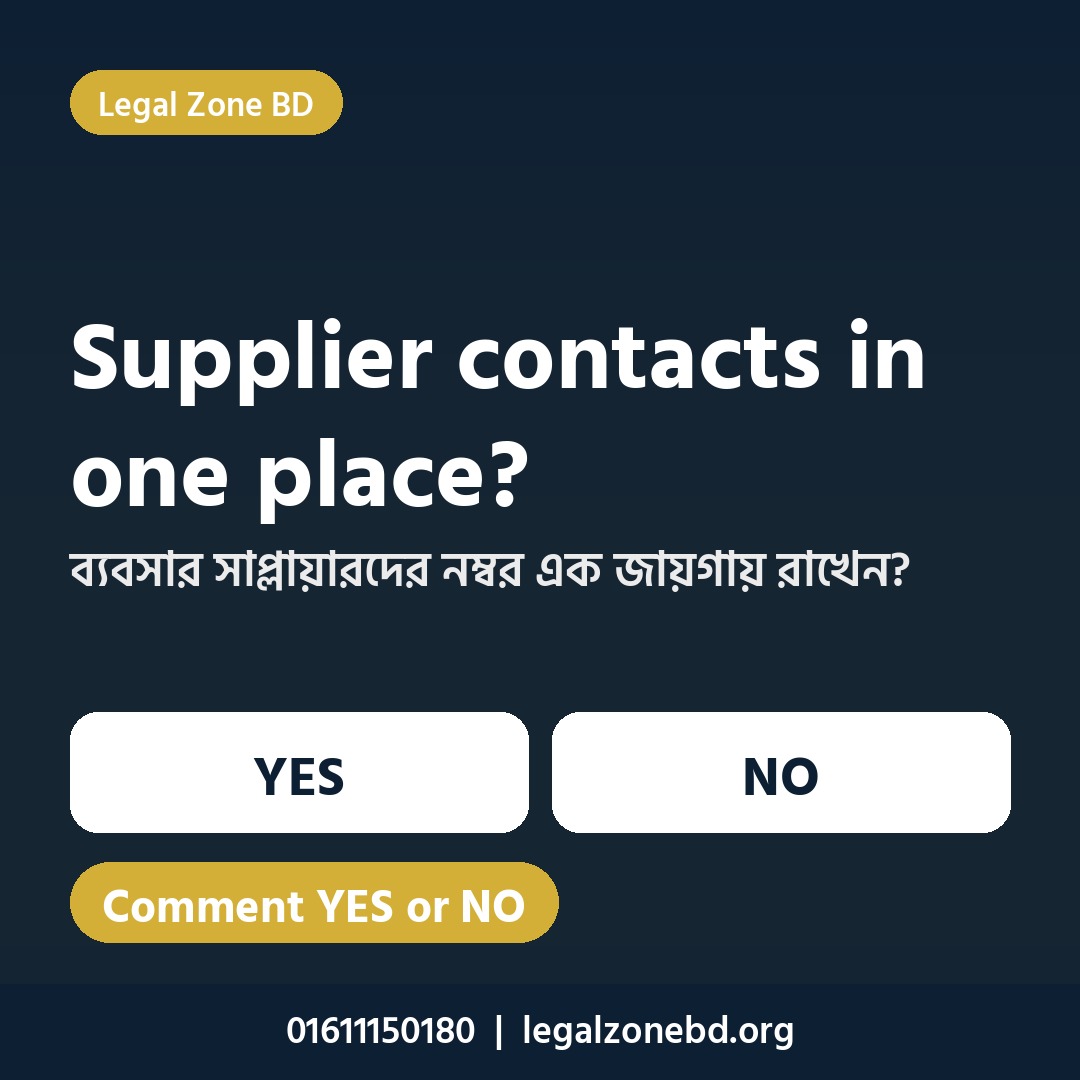 Legal Zone BD
Supplier contacts in
one place?
ব্যবসার সাপ্লায়ারদের নম্বর এক জায়গায় রাখেন?
YES
NO
Comment YES or NO
01611150180 | legalzonebd.org